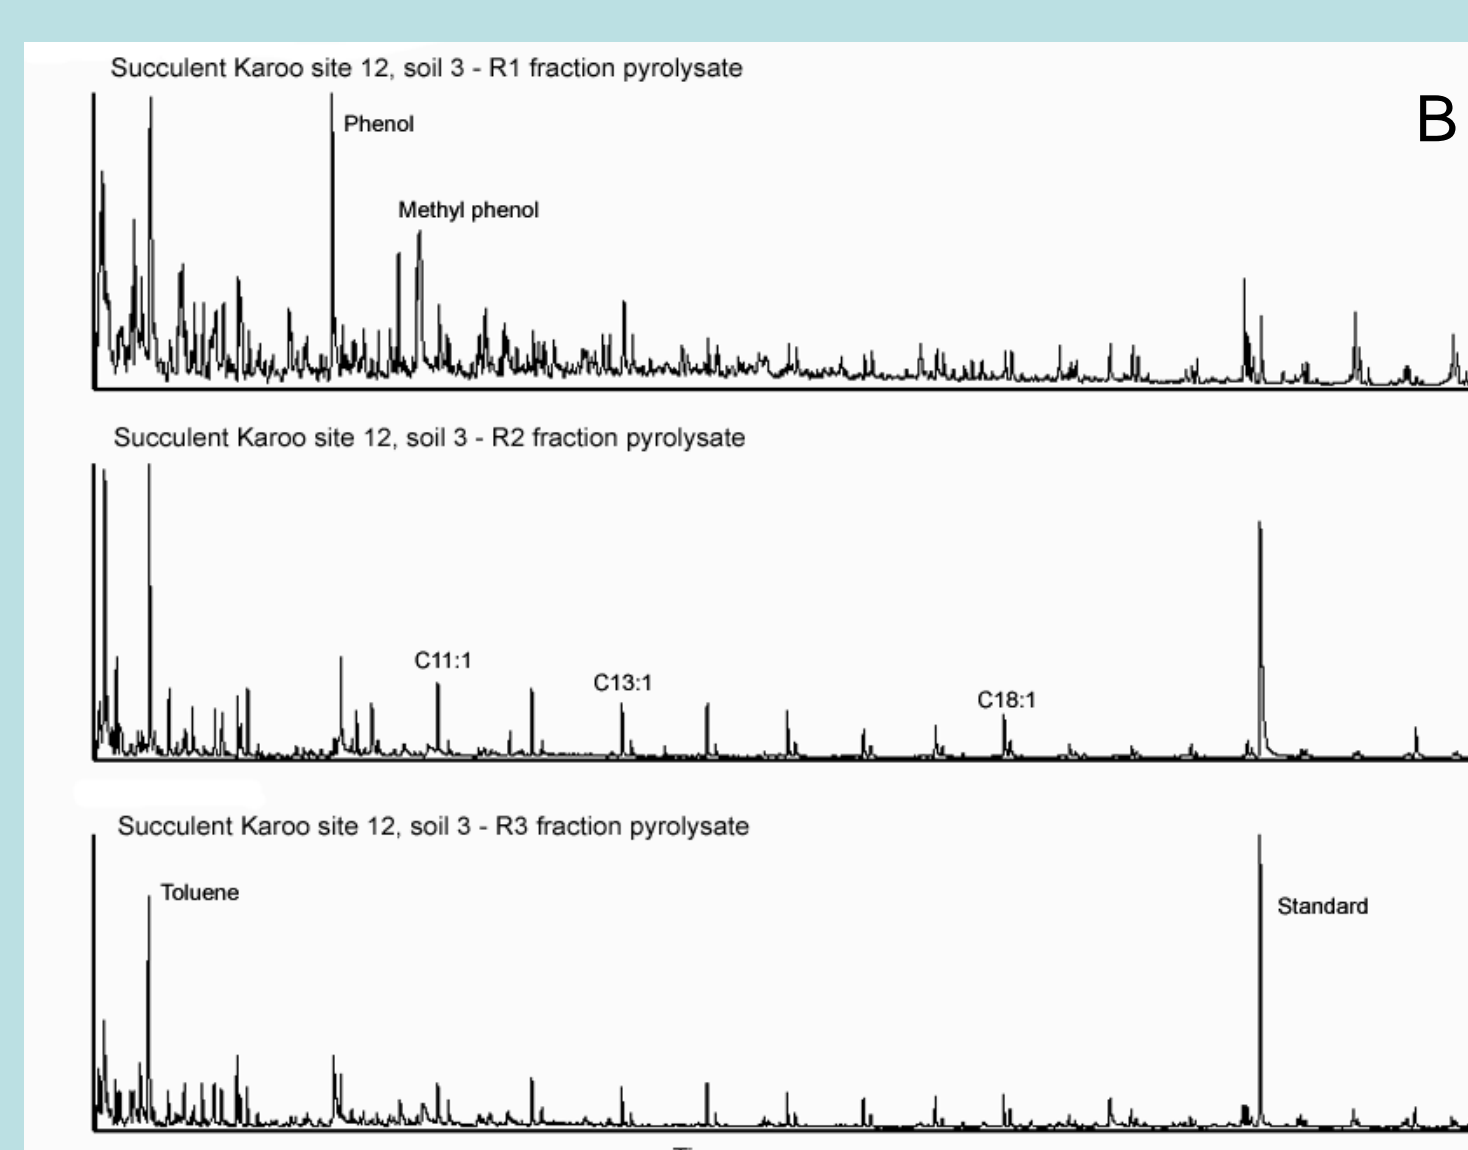 Succulent Karoo site 12, soil 3 - R1 fraction pyrolysate
B
Phenol
Methyl phenol
Succulent Karoo site 12, soil 3 - R2 fraction pyrolysate
C11:1
C13:1
C18:1
Succulent Karoo site 12, soil 3 - R3 fraction pyrolysate
Toluene
Standard